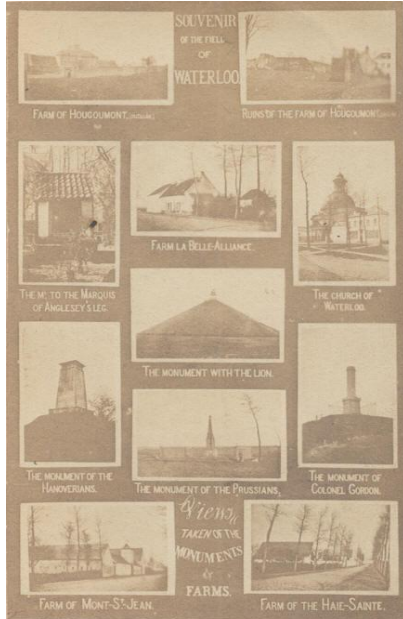 SOUVENIR
OF THE FIELD
OF
WATERLOO.
FARM OF HOUGOUMONT,
RUINS OF THE FARM OF HOUGOUMONT,
FARM LA BELLE-ALLIANCE.
THE Mt. TO THE MARQUIS
OF ANGLESEY'S LEG.
THE CHURCH OF
WATERLOO.
THE MONUMENT WITH THE LION.
THE MONUMENT OF THE
HANOVERIANS.
THE MONUMENT OF THE PRUSSIANS,
THE MONUMENT OF
COLONEL GORDON.
Views
TAKEN OF THE
MONUMENTS
&
FARMS.
FARM OF MONT-St-JEAN.
FARM OF THE HAIE-SAINTE.